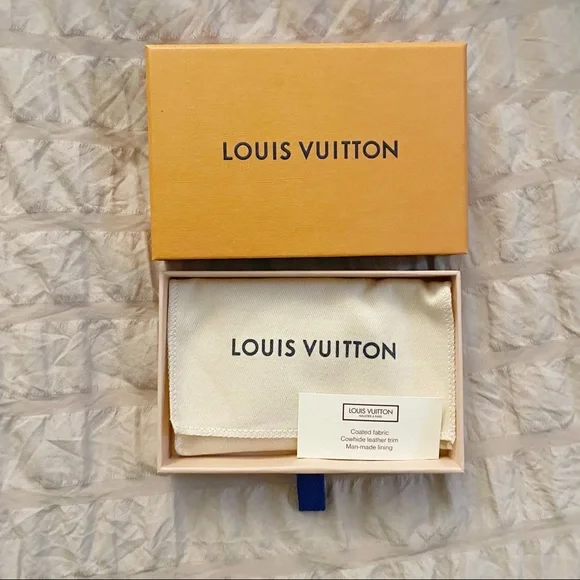 LOUIS VUITTON
LOUIS VUITTON
LOUIS VUITTON
Coated fabric
Cowhide leather trim
Man-made lining